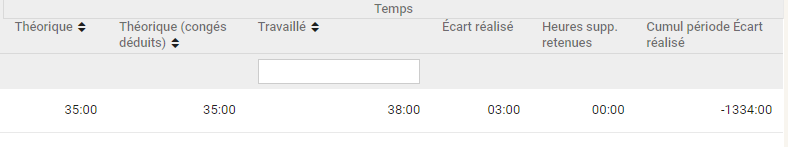 Temps
Théorique Théorique (congés déduits) Travaillé Écart réalisé Heures supp. retenues Cumul période Écart réalisé
35:00 35:00 38:00 03:00 00:00 -1334:00